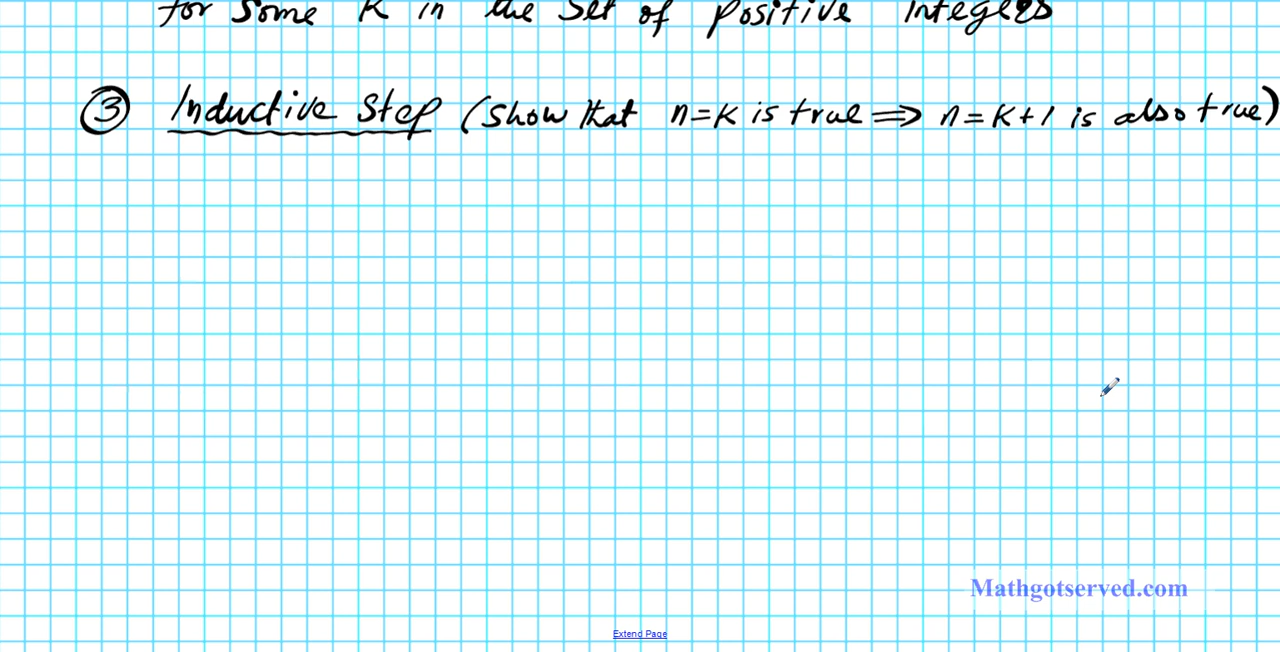 for some K in the set of positive integers
③ Inductive Step (show that n=K is true ⟹ n=K+1 is also true)
Mathgotserved.com
Extend Page